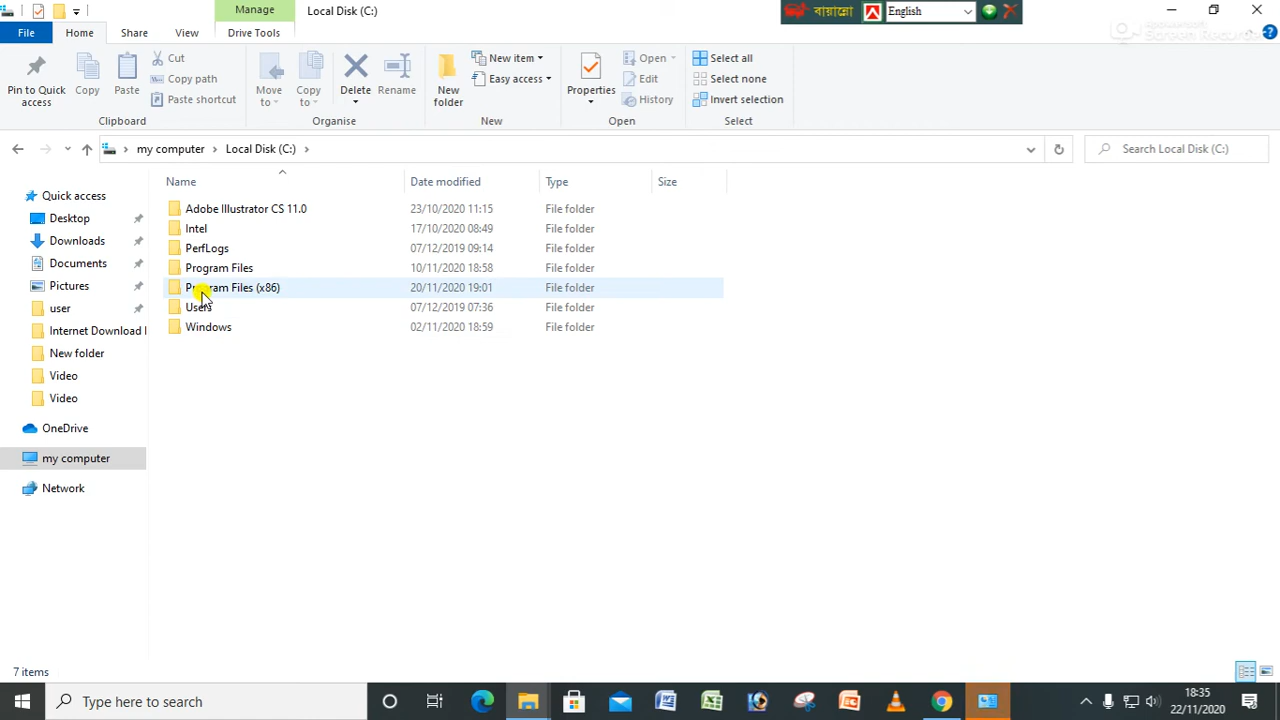 Manage
Local Disk (C:)
বায়ান্নো
English
File
Home
Share
Drive Tools
Pin to Quick access
Copy
Paste
Cut
Copy path
Paste shortcut
Clipboard
Move to
Copy to
Delete
Rename
Organise
New folder
New item
Easy access
New
Properties
Open
Edit
History
Open
Select all
Select none
Invert selection
Select
my computer
Local Disk (C:)
Search Local Disk (C:)
Name
Date modified
Type
Size
Adobe Illustrator CS 11.0 23/10/2020 11:15 File folder
Intel 17/10/2020 08:49 File folder
PerfLogs 07/12/2019 09:14 File folder
Program Files 10/11/2020 18:58 File folder
Program Files (x86) 20/11/2020 19:01 File folder
Users 07/12/2019 07:36 File folder
Windows 02/11/2020 18:59 File folder
Quick access
Desktop
Downloads
Documents
Pictures
user
Internet Download
New folder
Video
Video
OneDrive
my computer
Network
7 items
Type here to search
18:35
22/11/2020